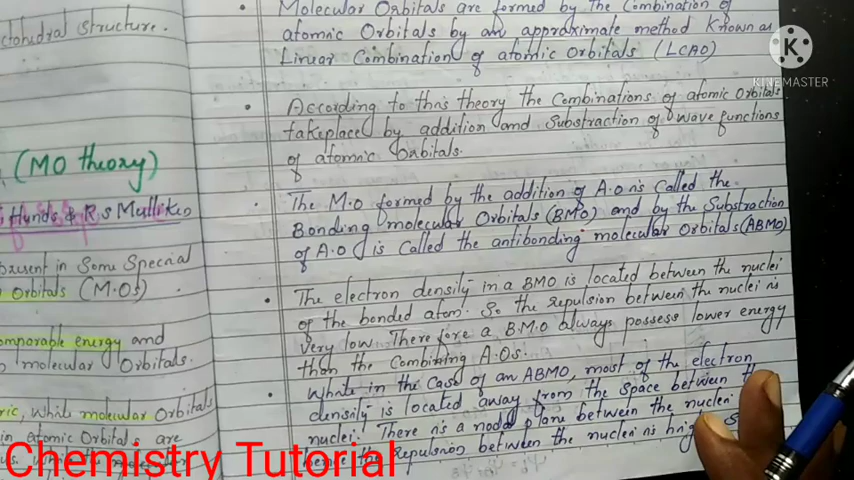 ctohydral structure.
(MO theory)
Hunds & R s Mulliken
present in Some Special
Orbitals (M.Os)
omparable energy and
molecular Orbitals.
ric, while molecular Orbitals
in atomic Orbitals are
• Molecular Orbitals are formed by the Combination of
atomic Orbitals by an approximate method known as
Linear Combination of atomic Orbitals (LCAO)
• According to this theory the Combinations of atomic Orbitals
takeplace by addition and Substraction of wave functions
of atomic Orbitals.
• The M.O formed by the addition of A.O is Called the
Bonding molecular Orbitals (BMO) and by the Substraction
of A.O is called the antibonding molecular Orbitals (ABMO)
• The electron density in a BMO is located between the nuclei
of the bonded atom. So the repulsion between the nuclei is
very low. There fore a B.M.O always possess lower energy
than the Combining A.Os.
• While in the Case of an ABMO, most of the electron
density is located away from the space between the
nuclei. There is a nodal plane between the nuclei
hence the repulsion between the nuclei is high
KINEMASTER
Chemistry Tutorial